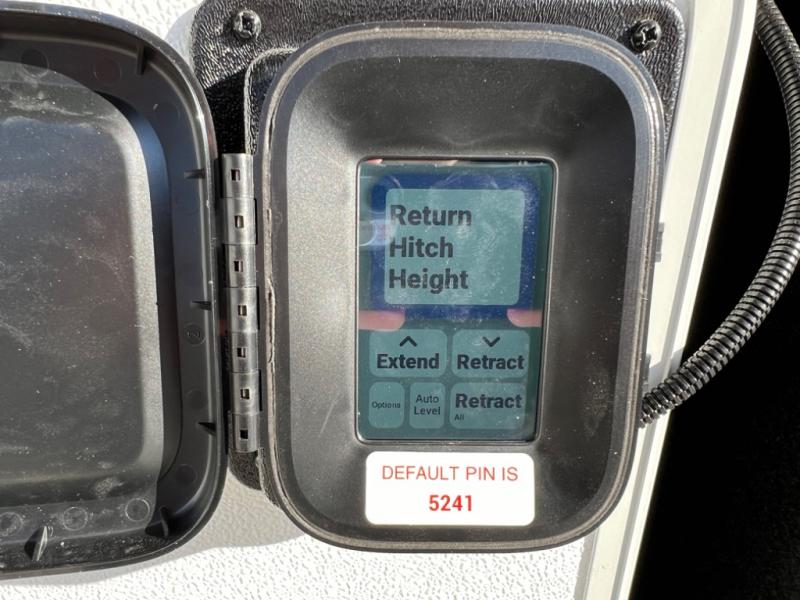 Return
Hitch
Height
Extend
Retract
Options
Auto
Level
Retract
All
DEFAULT PIN IS
5241